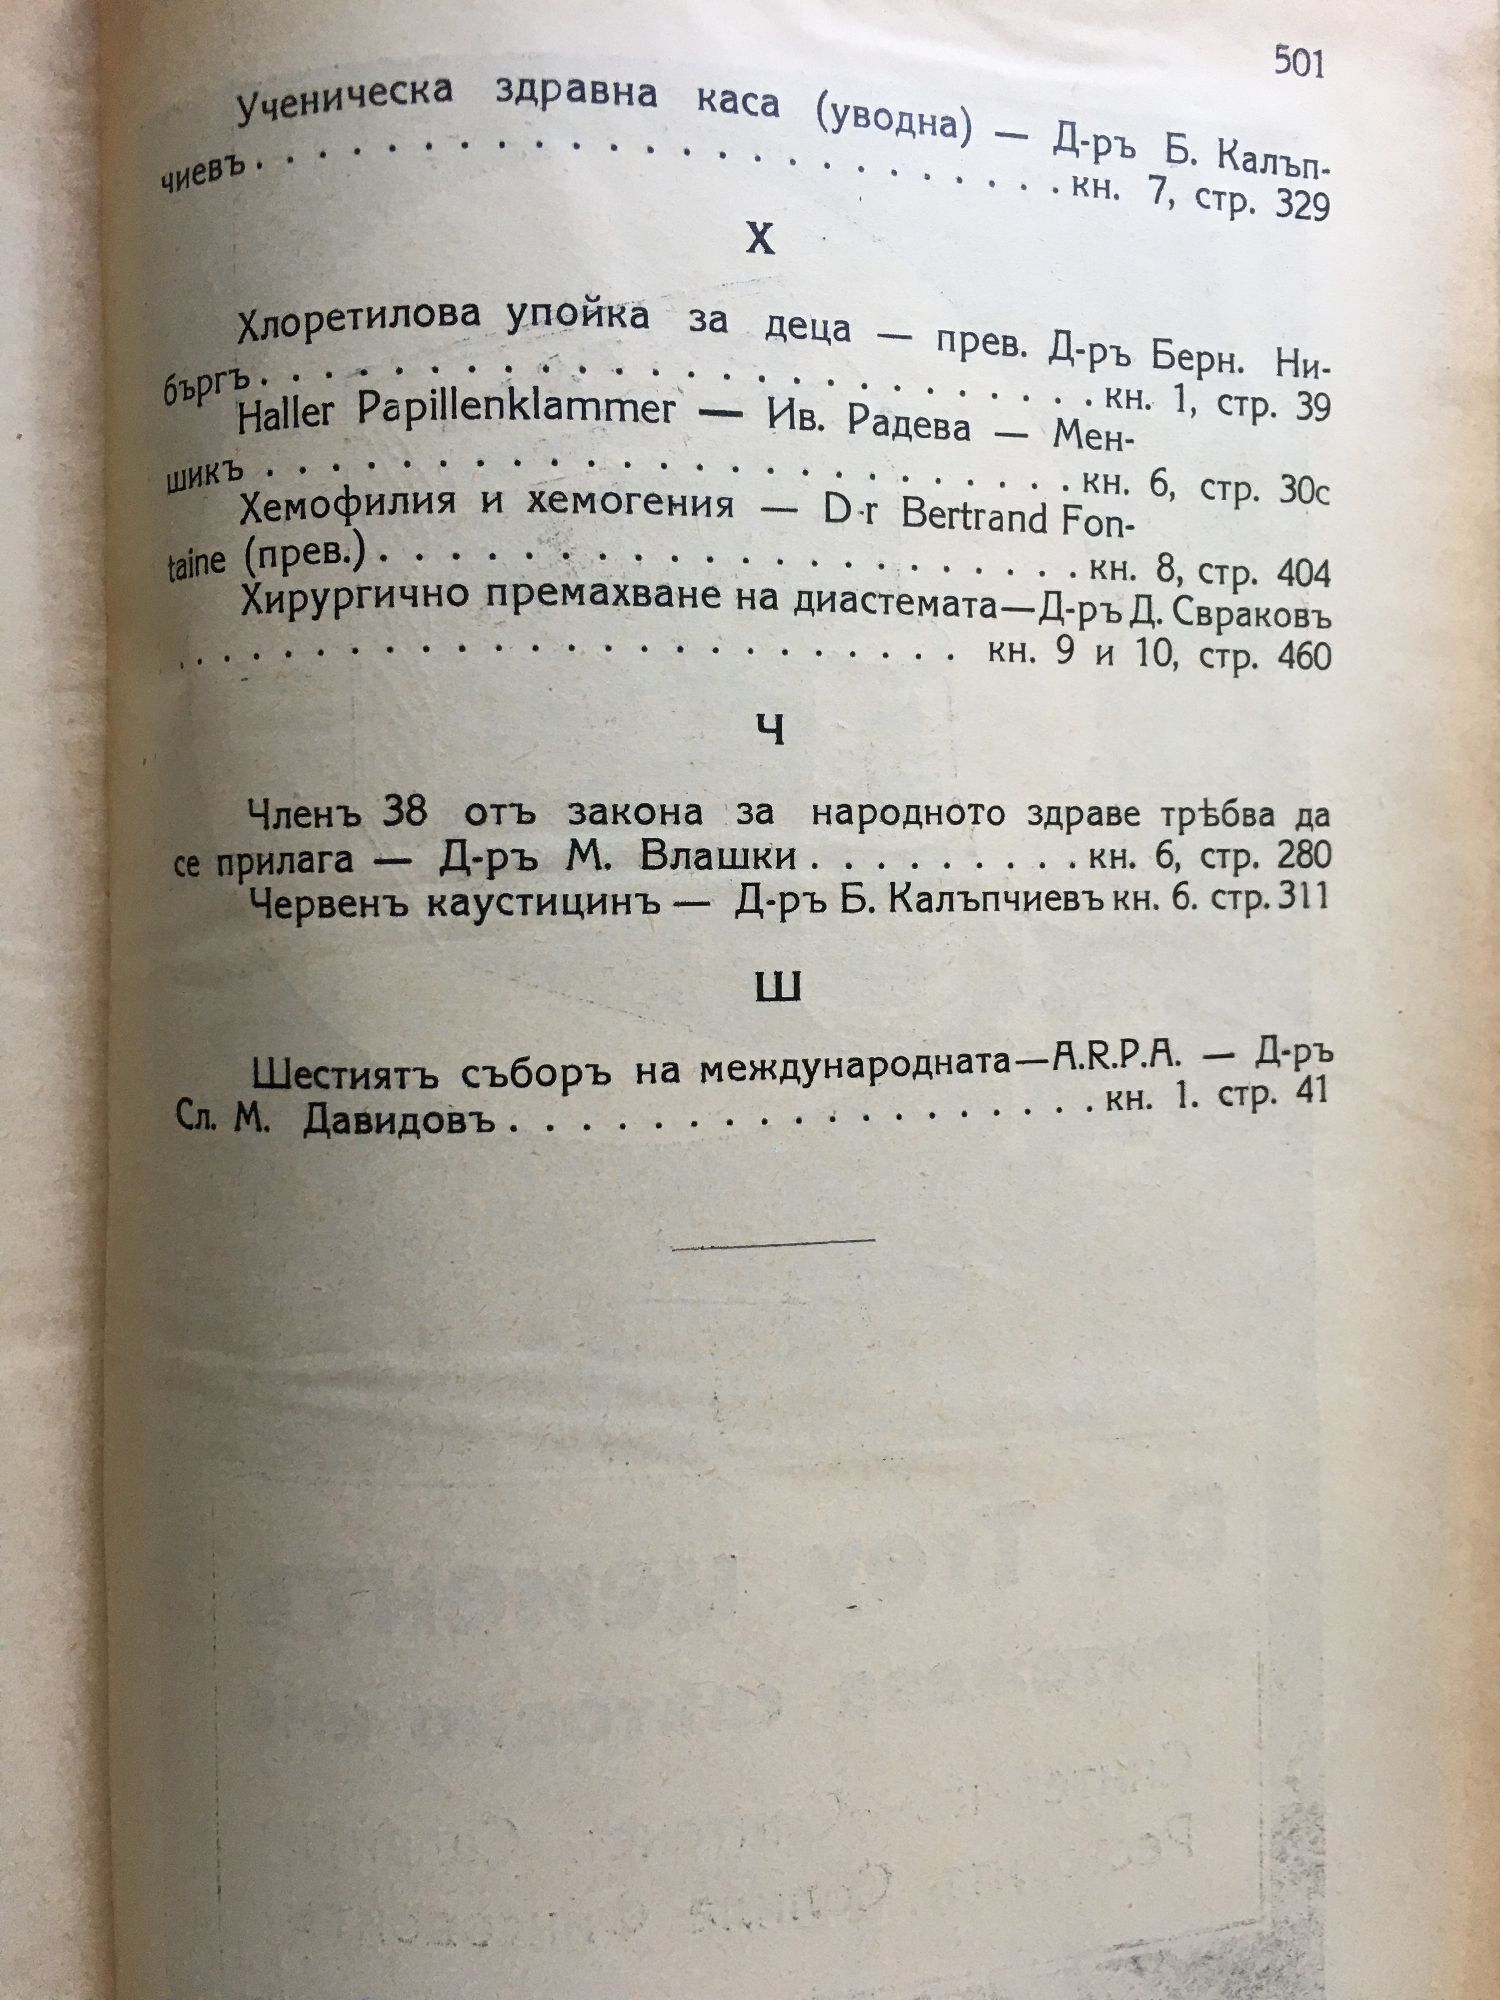 501
Ученическа здравна каса (уводна) — Д-ръ Б. Калъп-
чиевъ. . . . . . . . . . . . . . . . . . . . . . . кн. 7, стр. 329
Х
Хлоретилова упойка за деца — прев. Д-ръ Берн. Ни-
бъргъ. . . . . . . . . . . . . . . . . . . . . . . . кн. 1, стр. 39
Haller Papillenklammer — Ив. Радева — Мен-
шикъ . . . . . . . . . . . . . . . . . . . . . . . кн. 6, стр. 30с
Хемофилия и хемогения — D-r Bertrand Fon-
taine (прев.) . . . . . . . . . . . . . . . . . . . кн. 8, стр. 404
Хирургично премахване на диастемата—Д-ръ Д. Свраковъ
. . . . . . . . . . . . . . . . . . . . . . . . . кн. 9 и 10, стр. 460
Ч
Членъ 38 отъ закона за народното здраве трѣбва да
се прилага — Д-ръ М. Влашки . . . . . . . . . кн. 6, стр. 280
Червенъ каустицинъ — Д-ръ Б. Калъпчиевъ кн. 6. стр. 311
Ш
Шестиятъ съборъ на международната—A.R.P.A. — Д-ръ
Сл. М. Давидовъ . . . . . . . . . . . . . . . . . кн. 1. стр. 41